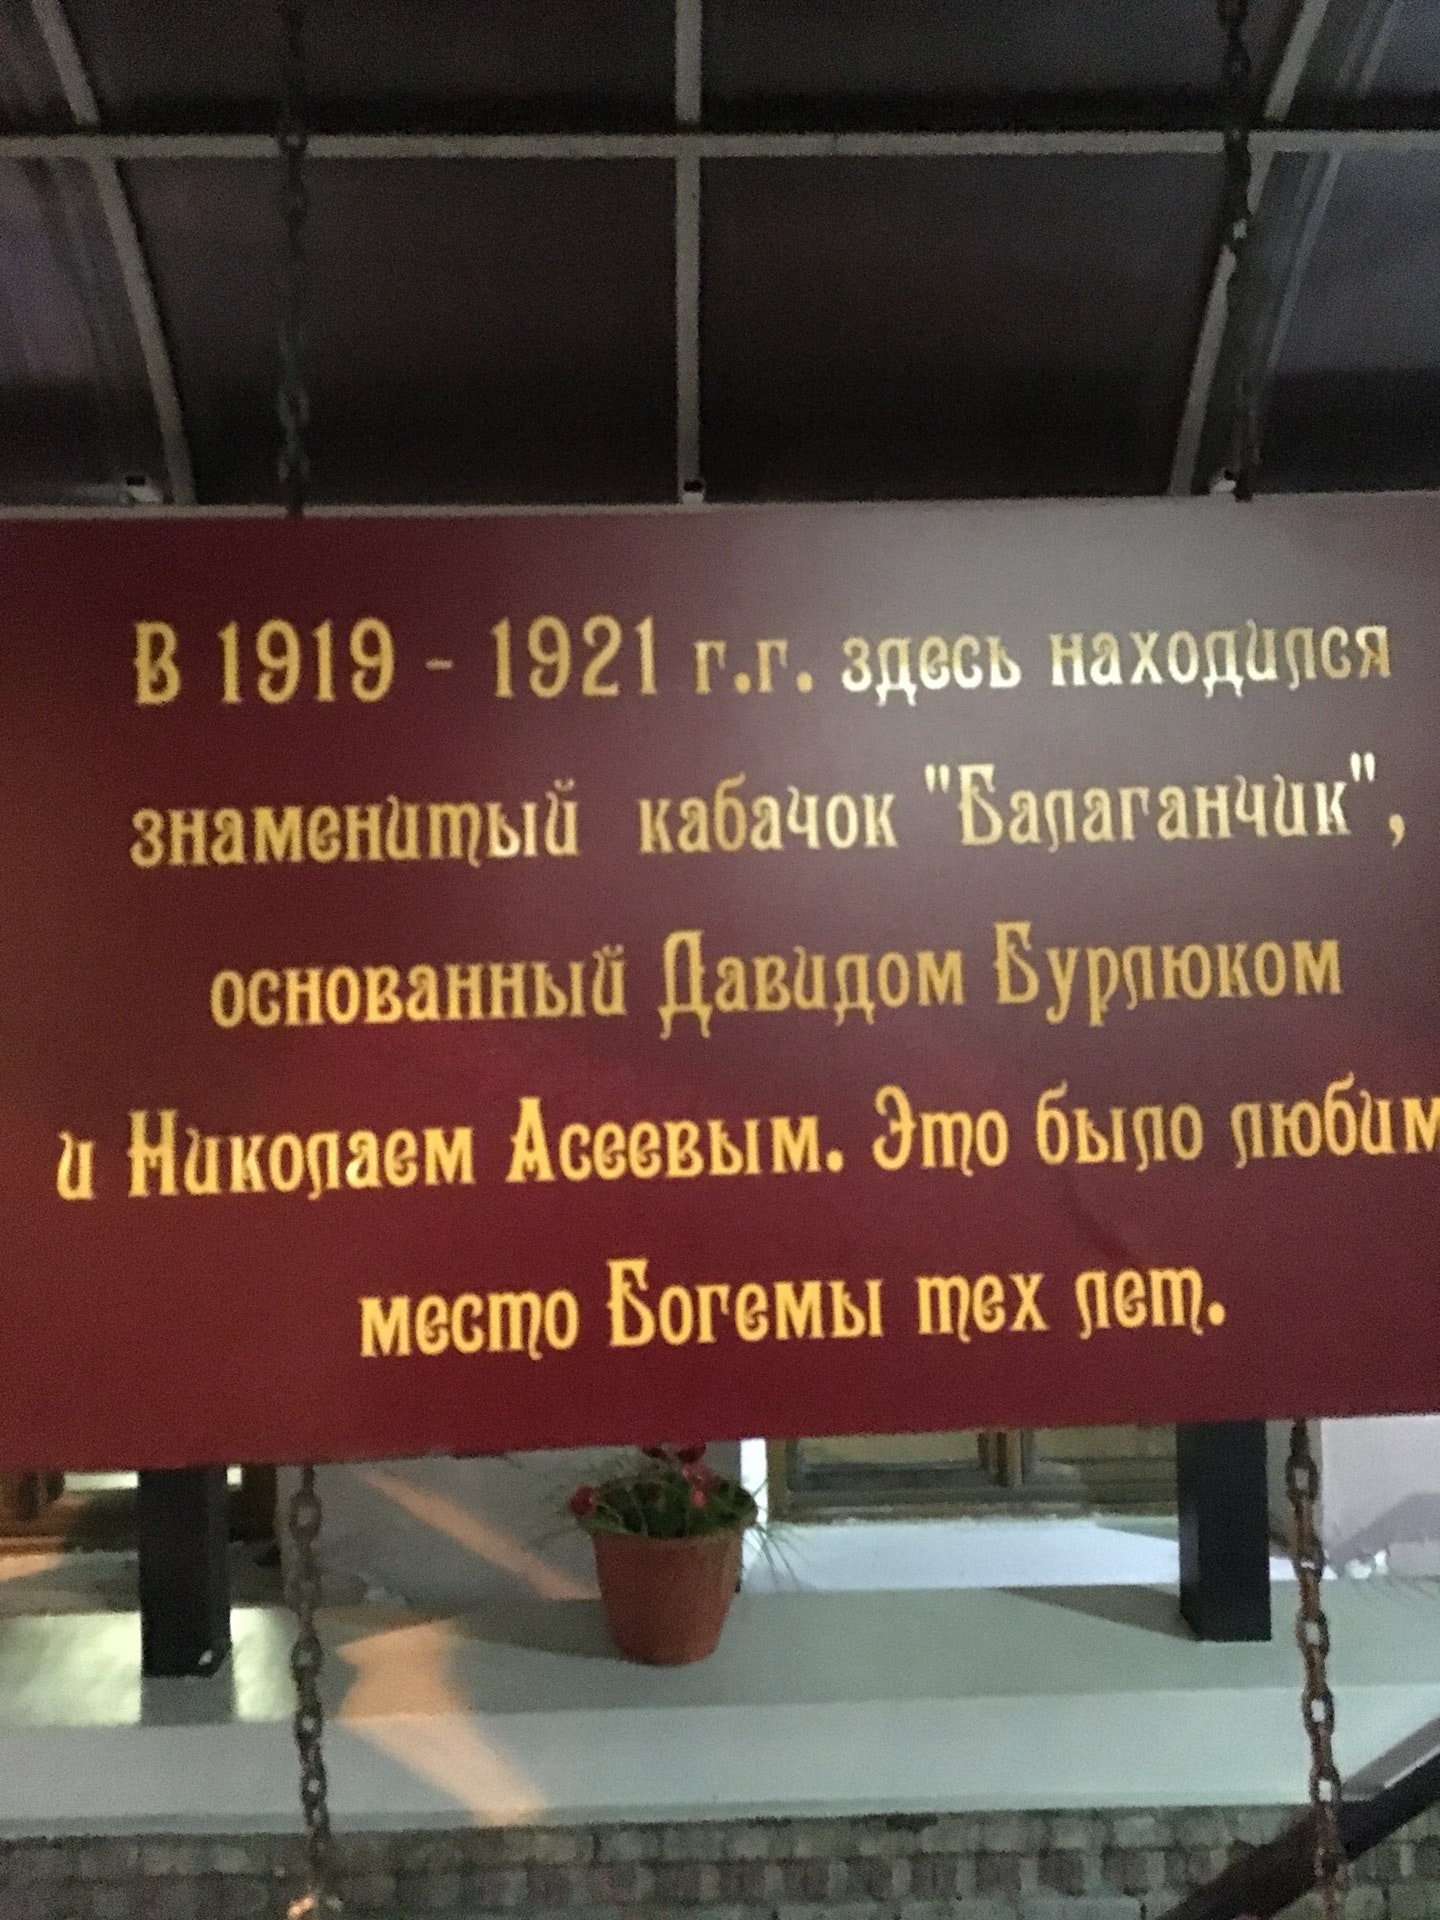 В 1919 - 1921 г.г. здесь находился
знаменитый кабачок "Балаганчик",
основанный Давидом Бурлюком
и Николаем Асеевым. Это было любим
место Богемы тех лет.